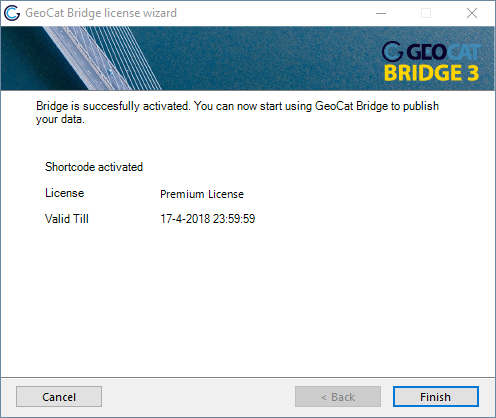 GeoCat Bridge license wizard
GEOCAT
BRIDGE 3
Bridge is succesfully activated. You can now start using GeoCat Bridge to publish
your data.
Shortcode activated
License Premium License
Valid Till 17-4-2018 23:59:59
Cancel < Back Finish